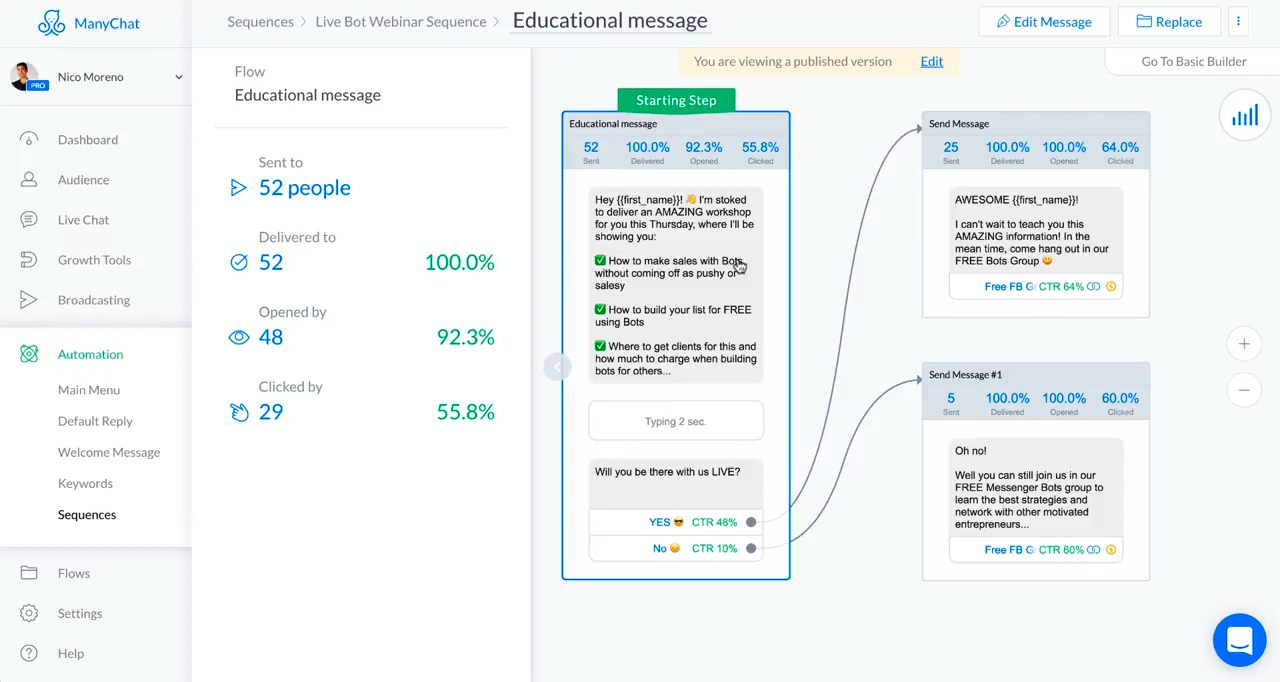 ManyChat
Sequences > Live Bot Webinar Sequence > Educational message
Edit Message
Replace
Nico Moreno
PRO
Dashboard
Audience
Live Chat
Growth Tools
Broadcasting
Automation
Main Menu
Default Reply
Welcome Message
Keywords
Sequences
Flows
Settings
Help
Flow
Educational message
Sent to
52 people
Delivered to
52 100.0%
Opened by
48 92.3%
Clicked by
29 55.8%
You are viewing a published version Edit
Go To Basic Builder
Starting Step
Educational message
52 100.0% 92.3% 55.8%
Sent Delivered Opened Clicked
Hey {{first_name}}! 👋 I'm stoked
to deliver an AMAZING workshop
for you this Thursday, where I'll be
showing you:
✅ How to make sales with Bots
without coming off as pushy or
salesy
✅ How to build your list for FREE
using Bots
✅ Where to get clients for this and
how much to charge when building
bots for others...
Typing 2 sec.
Will you be there with us LIVE?
YES 😎 CTR 48%
No 😞 CTR 10%
Send Message
25 100.0% 100.0% 64.0%
Sent Delivered Opened Clicked
AWESOME {{first_name}}!
I can't wait to teach you this
AMAZING information! In the
mean time, come hang out in our
FREE Bots Group 😃
Free FB G CTR 64%
Send Message #1
5 100.0% 100.0% 60.0%
Sent Delivered Opened Clicked
Oh no!
Well you can still join us in our
FREE Messenger Bots group to
learn the best strategies and
network with other motivated
entrepreneurs...
Free FB G CTR 60%